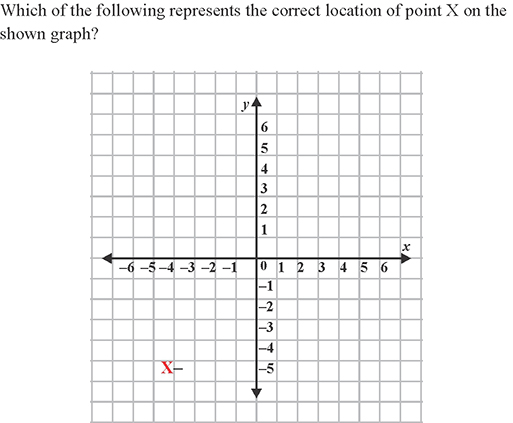 Which of the following represents the correct location of point X on the
shown graph?
y
6
5
4
3
2
1
x
–6 –5 –4 –3 –2 –1 0 1 2 3 4 5 6
–1
–2
–3
–4
X– –5